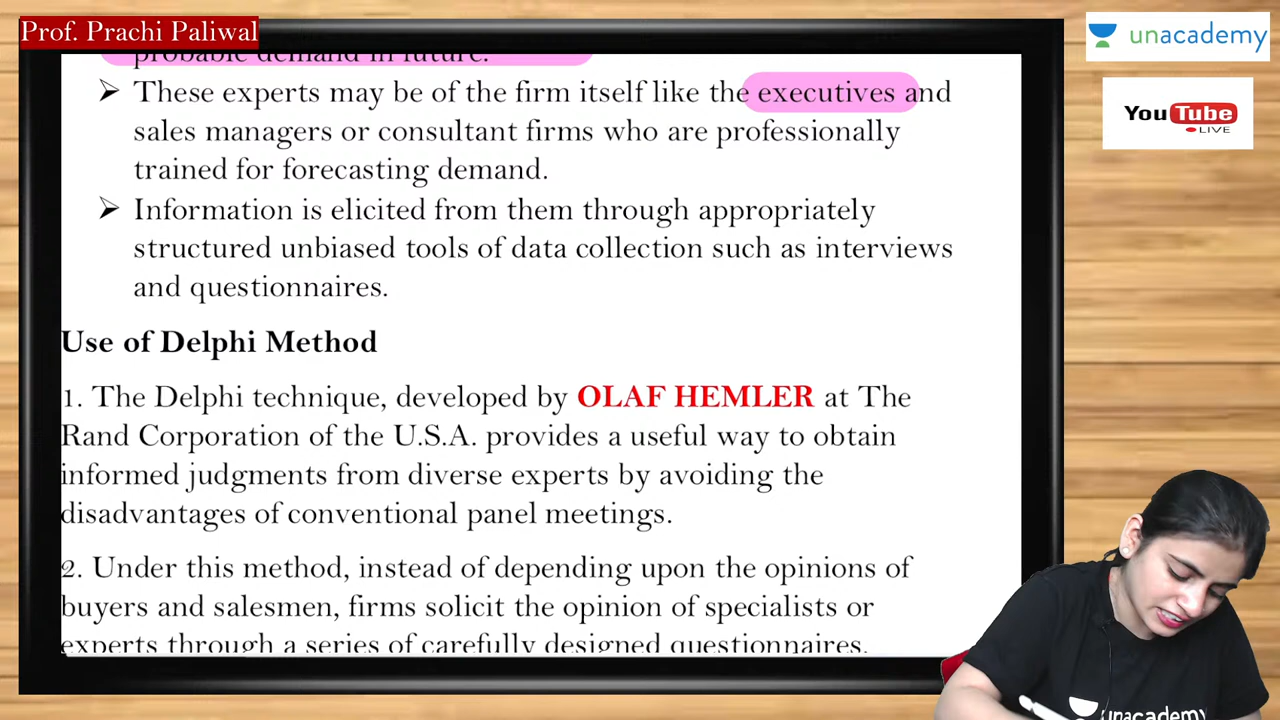 Prof. Prachi Paliwal
unacademy
YouTube
LIVE
probable demand in future.
➤ These experts may be of the firm itself like the executives and
sales managers or consultant firms who are professionally
trained for forecasting demand.
➤ Information is elicited from them through appropriately
structured unbiased tools of data collection such as interviews
and questionnaires.
Use of Delphi Method
1. The Delphi technique, developed by OLAF HEMLER at The
Rand Corporation of the U.S.A. provides a useful way to obtain
informed judgments from diverse experts by avoiding the
disadvantages of conventional panel meetings.
2. Under this method, instead of depending upon the opinions of
buyers and salesmen, firms solicit the opinion of specialists or
experts through a series of carefully designed questionnaires.
unacademy